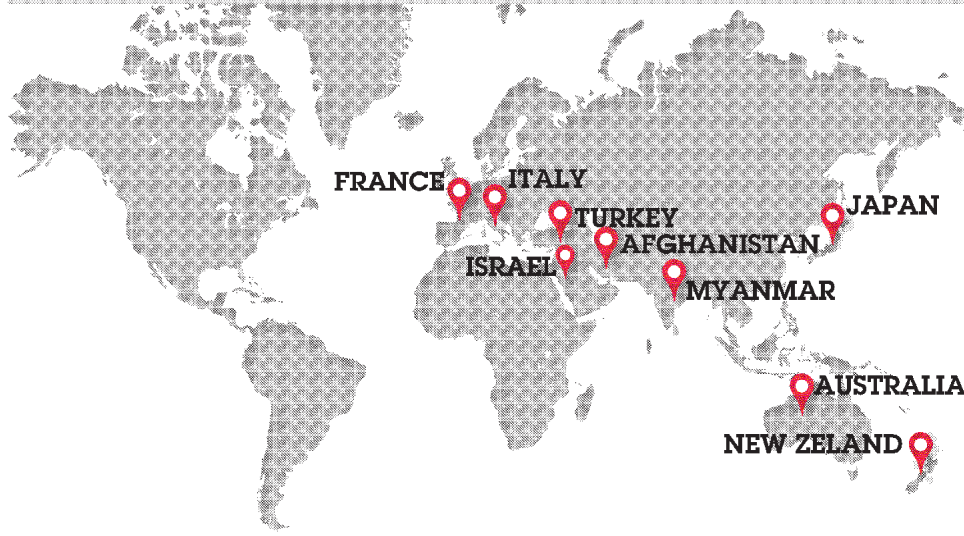 FRANCE
ITALY
JAPAN
TURKEY
AFGHANISTAN
ISRAEL
MYANMAR
AUSTRALIA
NEW ZELAND